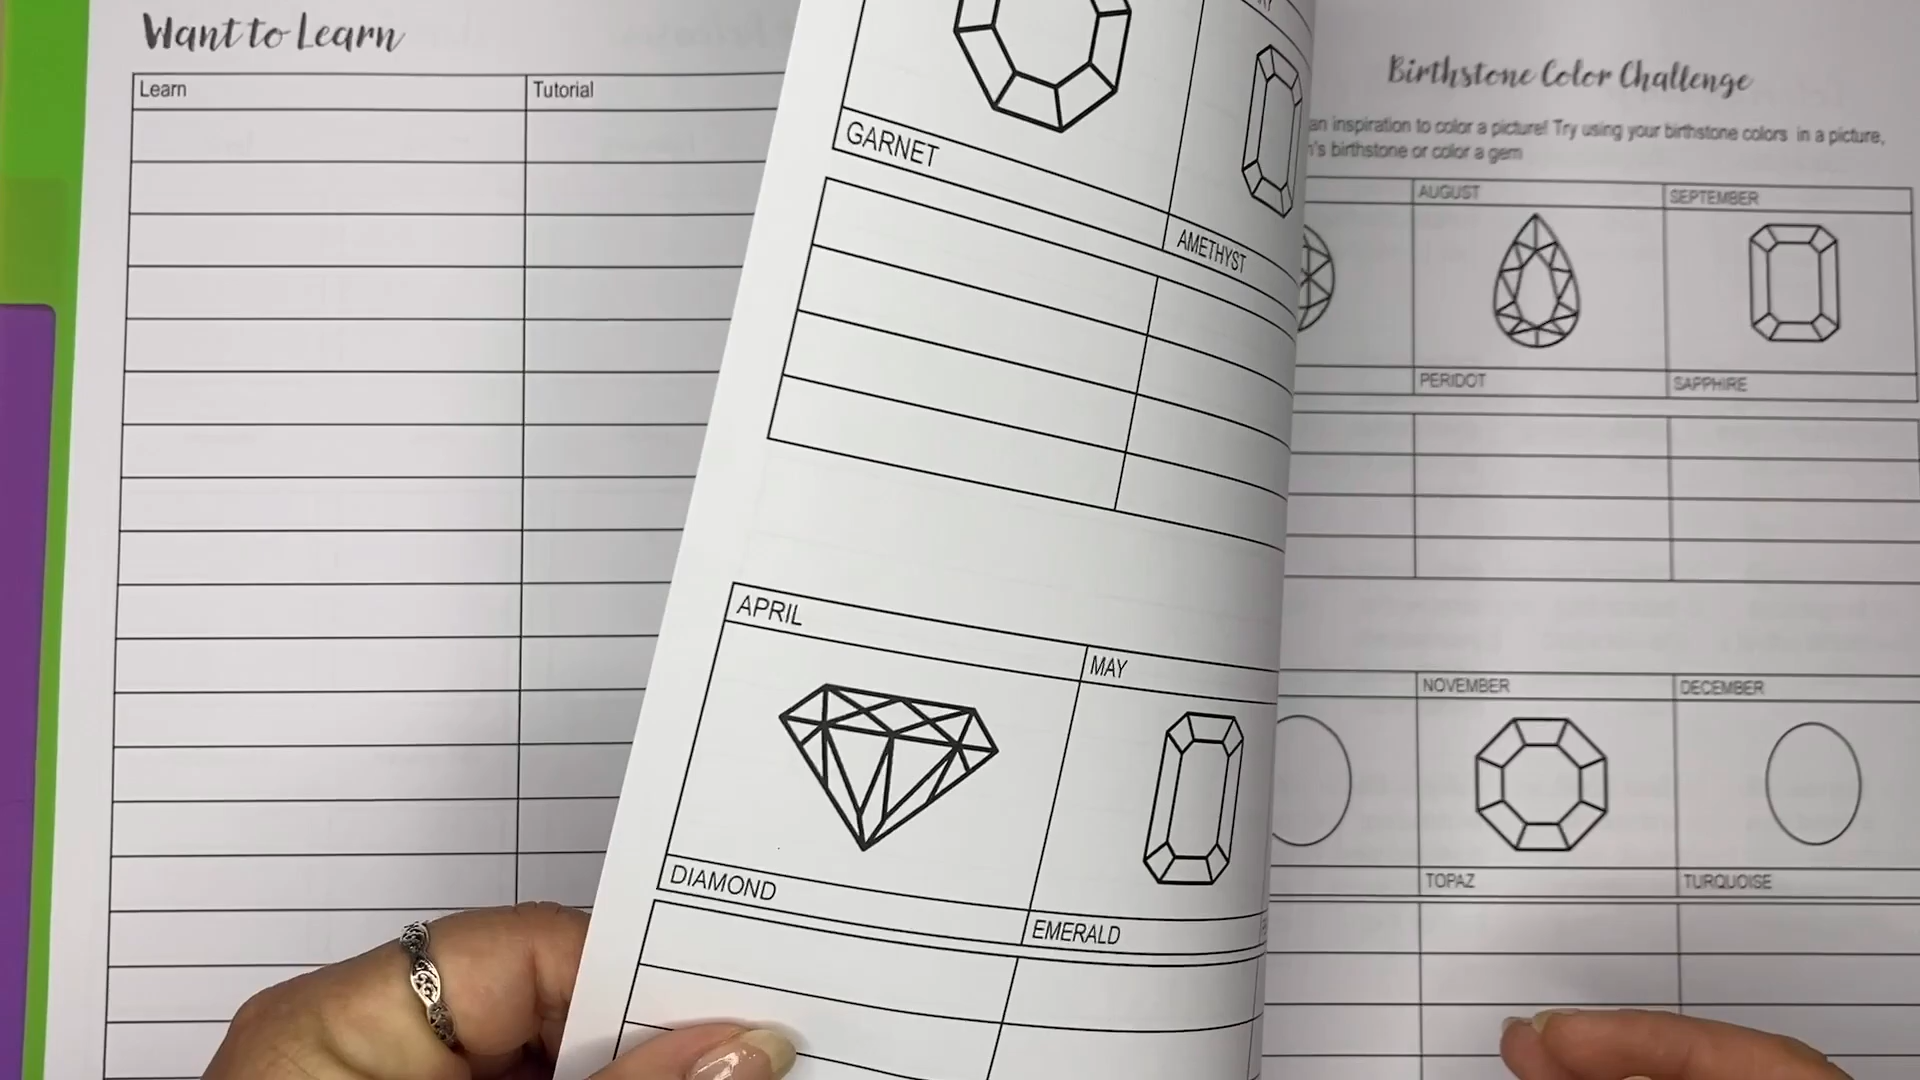 Want to Learn
Learn
Tutorial
GARNET
AMETHYST
APRIL
MAY
DIAMOND
EMERALD
Birthstone Color Challenge
an inspiration to color a picture! Try using your birthstone colors in a picture,
birthstone or color a gem
AUGUST
SEPTEMBER
PERIDOT
SAPPHIRE
NOVEMBER
DECEMBER
TOPAZ
TURQUOISE